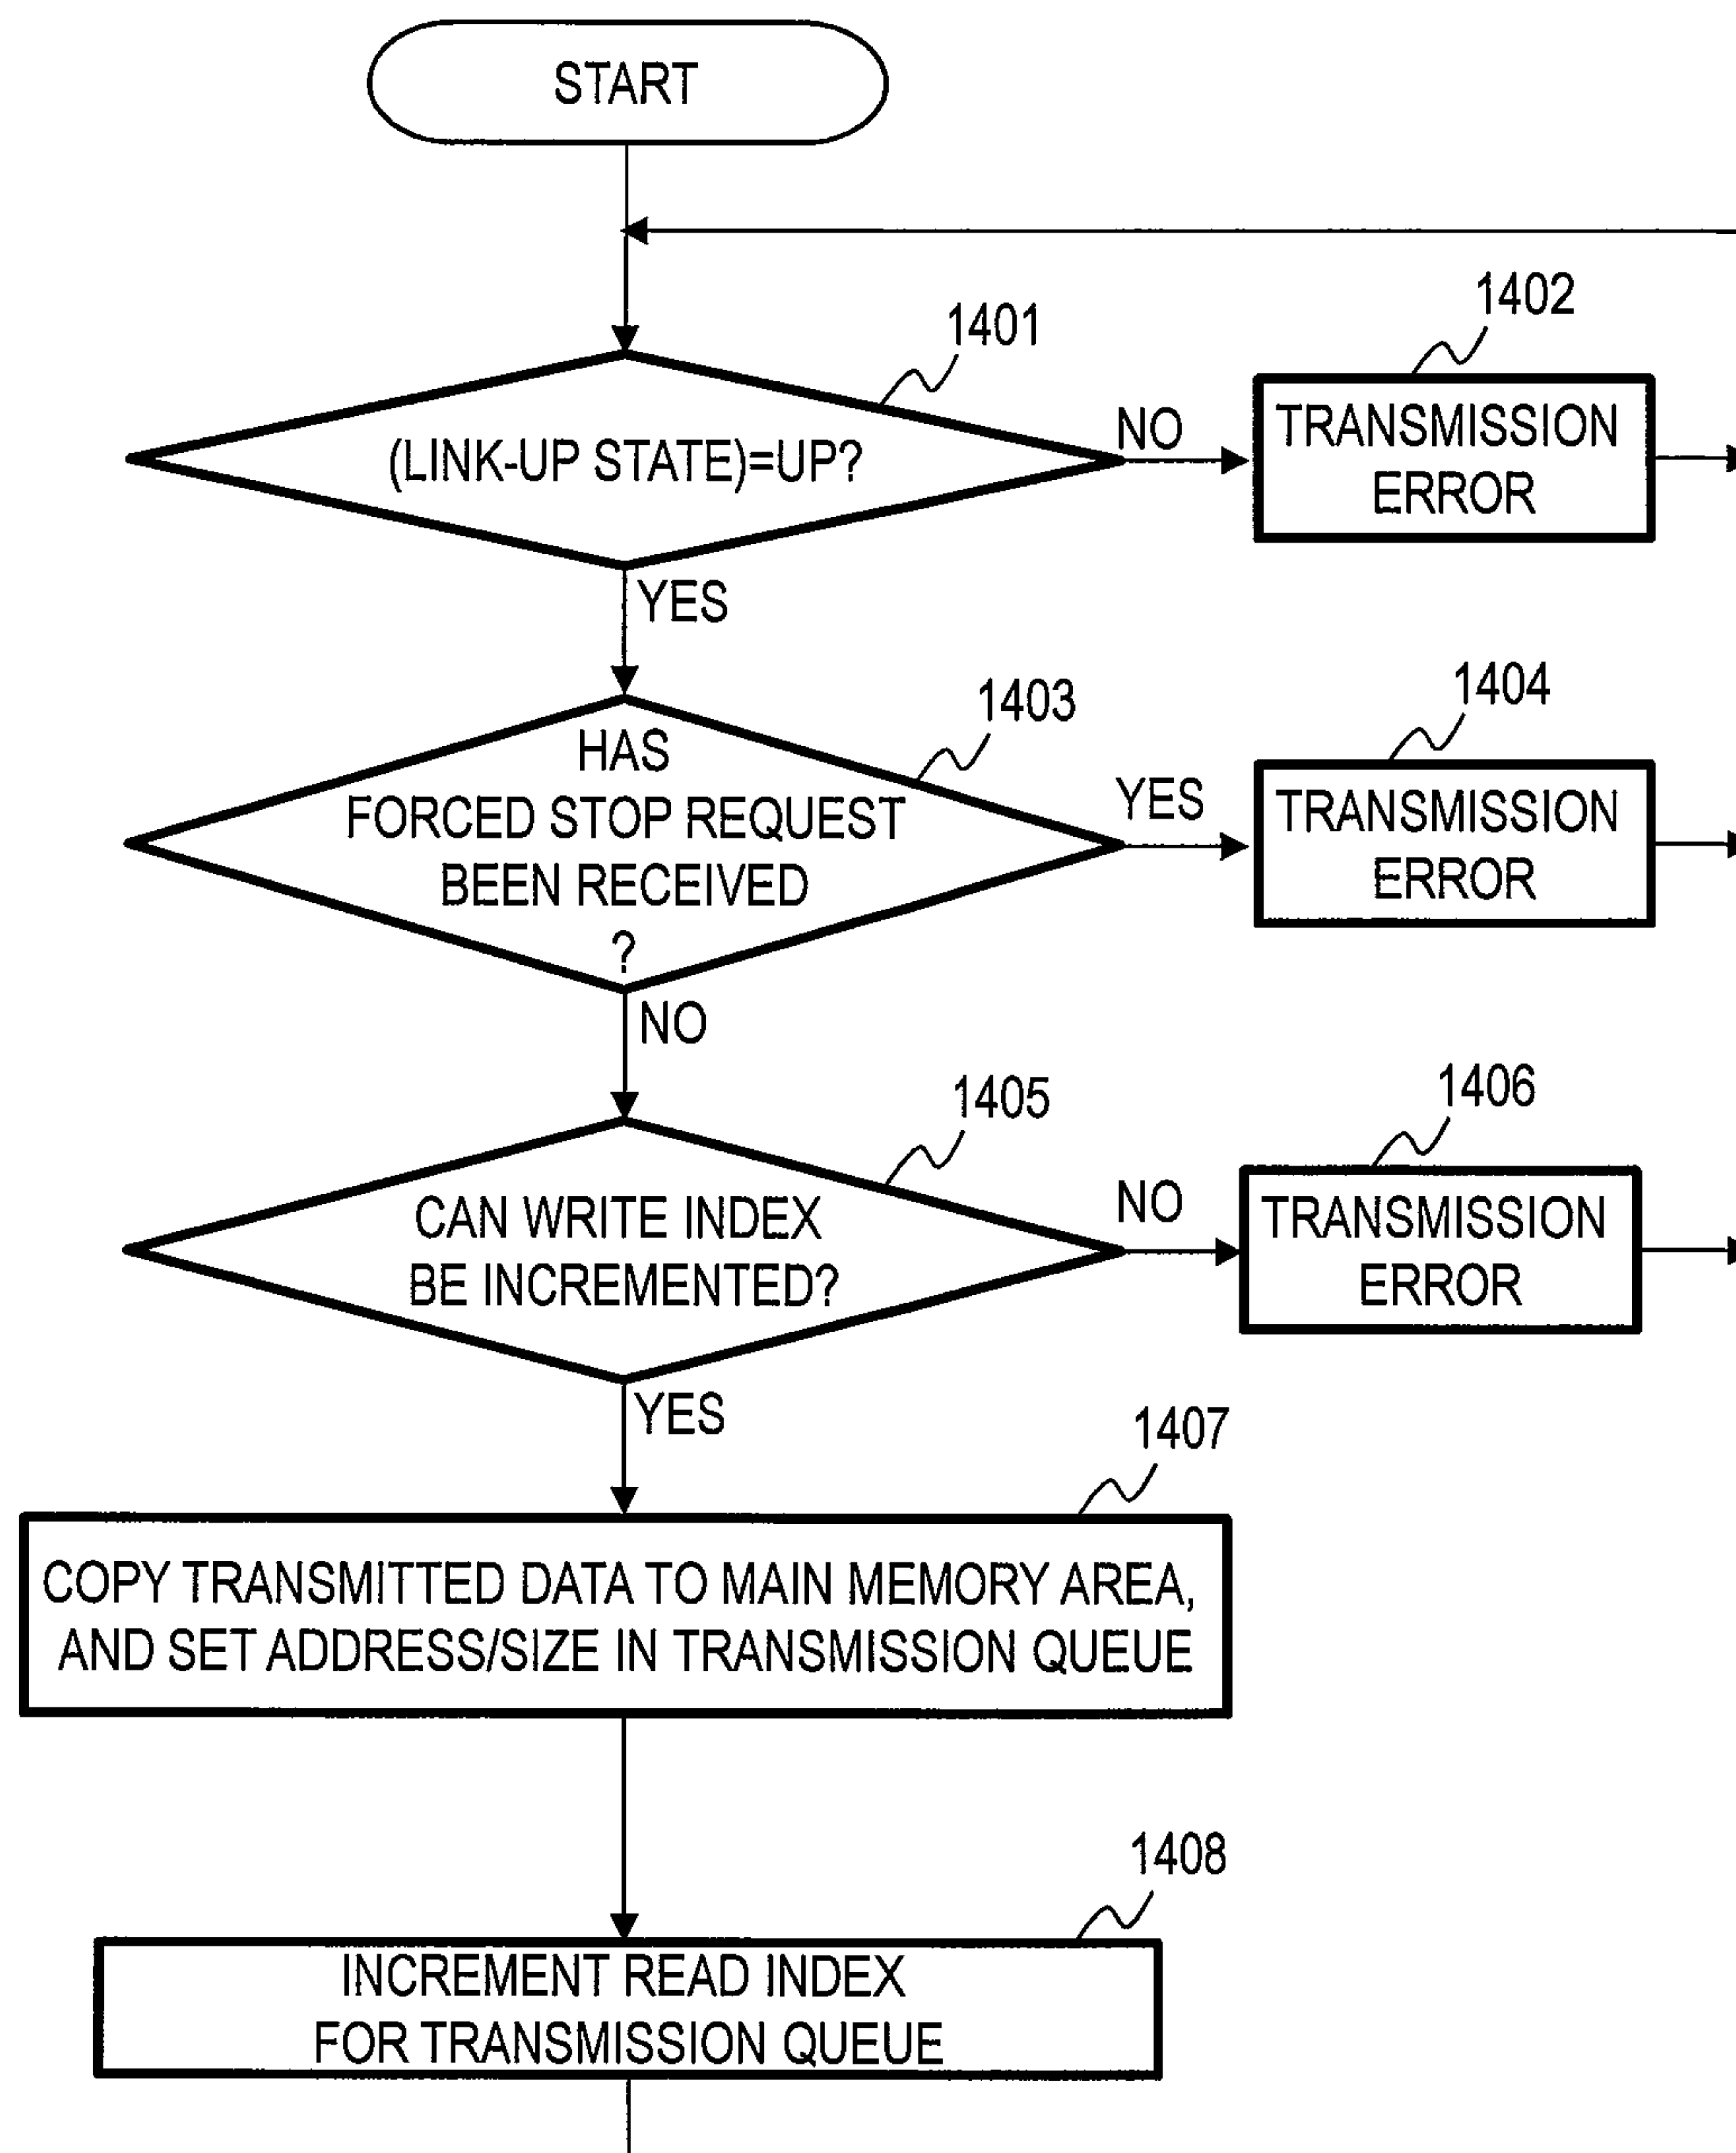 START
1401
1402
(LINK-UP STATE)=UP?
NO
TRANSMISSION
ERROR
YES
1403
1404
HAS
FORCED STOP REQUEST
BEEN RECEIVED
?
YES
TRANSMISSION
ERROR
NO
1405
1406
CAN WRITE INDEX
BE INCREMENTED?
NO
TRANSMISSION
ERROR
YES
1407
COPY TRANSMITTED DATA TO MAIN MEMORY AREA,
AND SET ADDRESS/SIZE IN TRANSMISSION QUEUE
1408
INCREMENT READ INDEX
FOR TRANSMISSION QUEUE